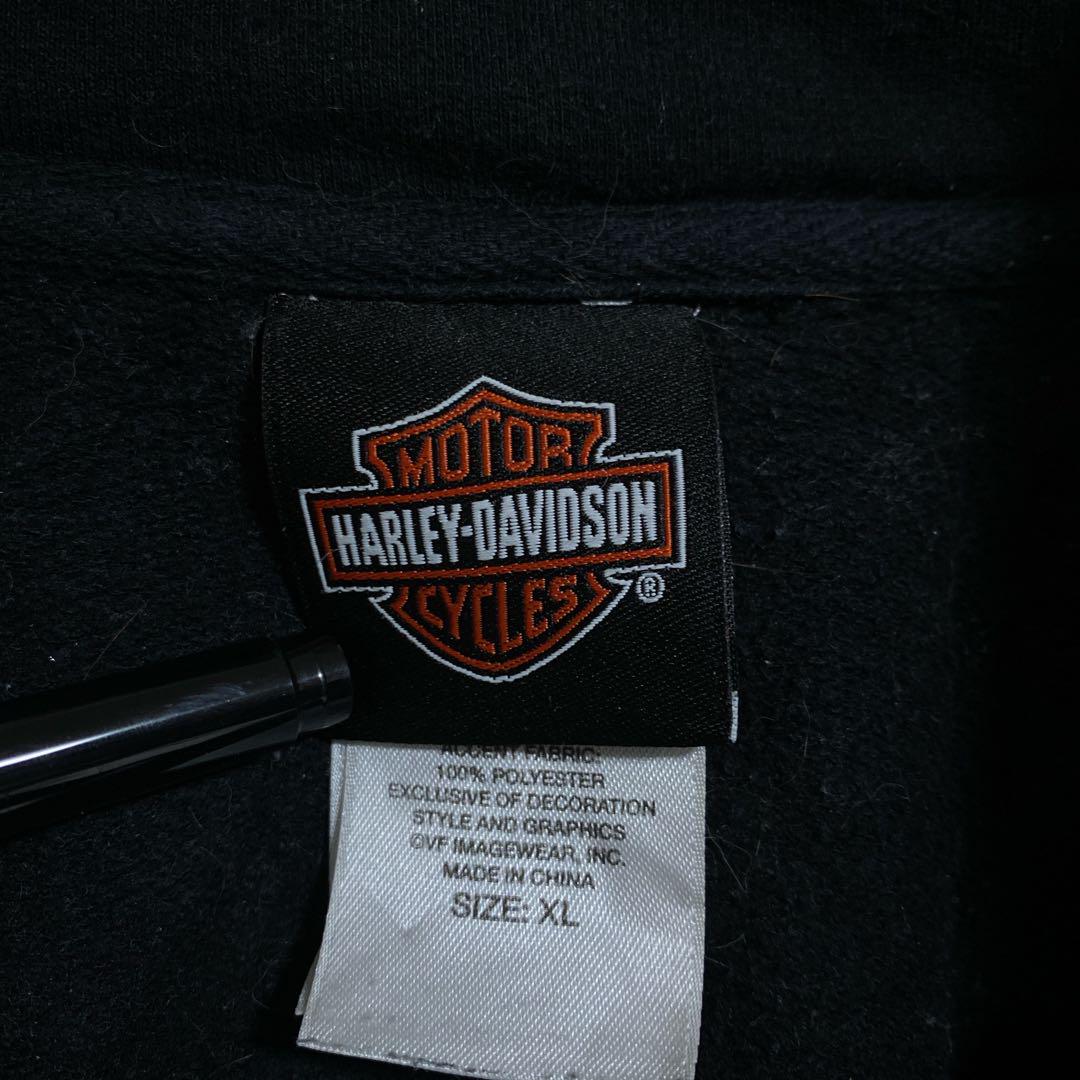 MOTOR
HARLEY-DAVIDSON
CYCLES
®
ACCENT FABRIC:
100% POLYESTER
EXCLUSIVE OF DECORATION
STYLE AND GRAPHICS
©VF IMAGEWEAR, INC.
MADE IN CHINA
SIZE: XL